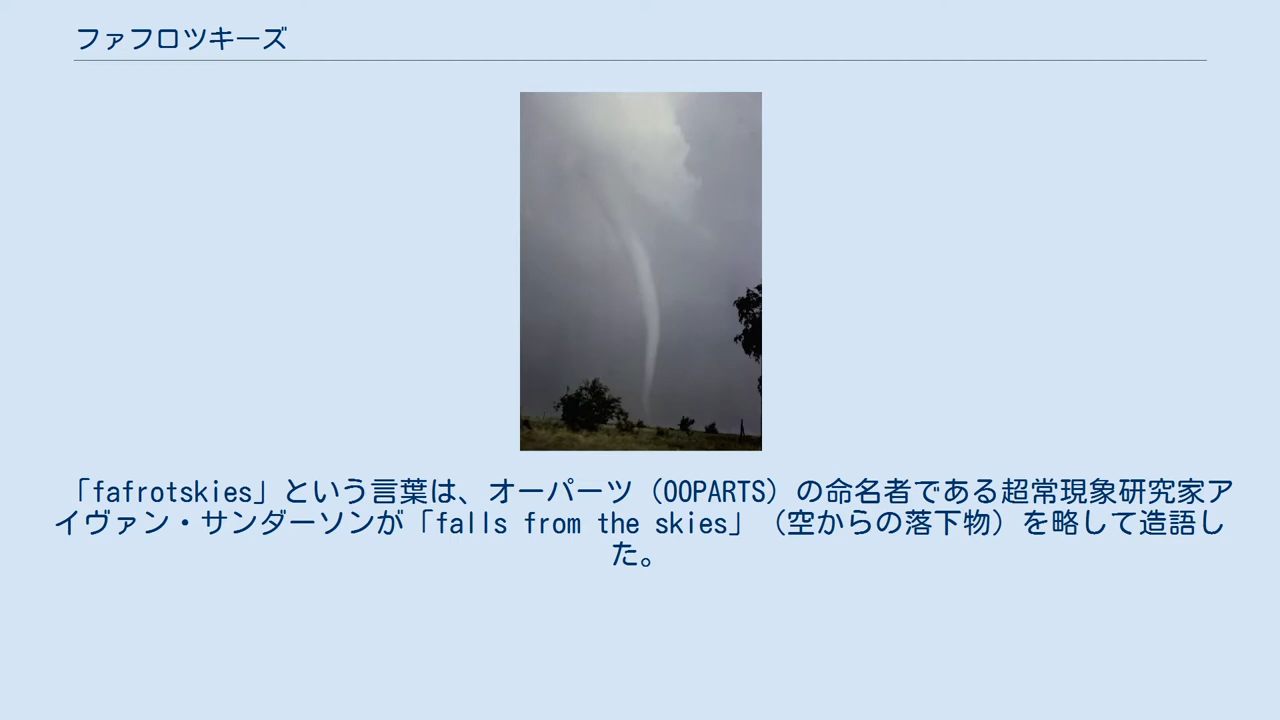 ファフロツキーズ
「fafrotskies」という言葉は、オーパーツ（OOPARTS）の命名者である超常現象研究家ア
イヴァン・サンダーソンが「falls from the skies」（空からの落下物）を略して造語し
た。